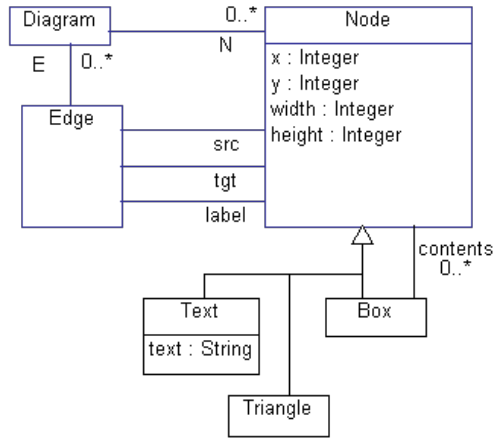 Diagram
0..*
Node
N
E
0..*
x : Integer
y : Integer
width : Integer
height : Integer
Edge
src
tgt
label
contents
0..*
Text
text : String
Box
Triangle